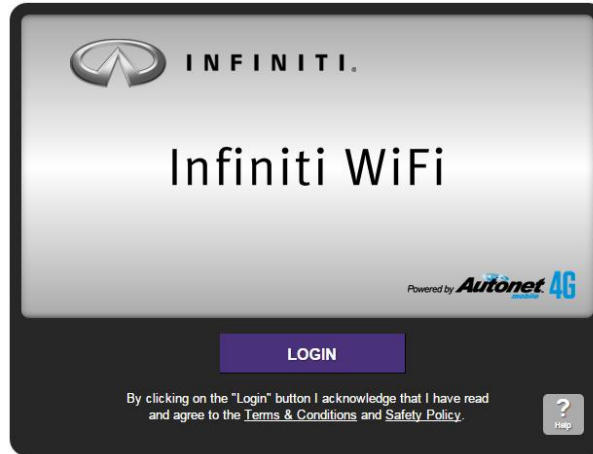 INFINITI.
Infiniti WiFi
Powered by Autonet mobile 4G
LOGIN
By clicking on the "Login" button I acknowledge that I have read
and agree to the Terms & Conditions and Safety Policy.
?
Help